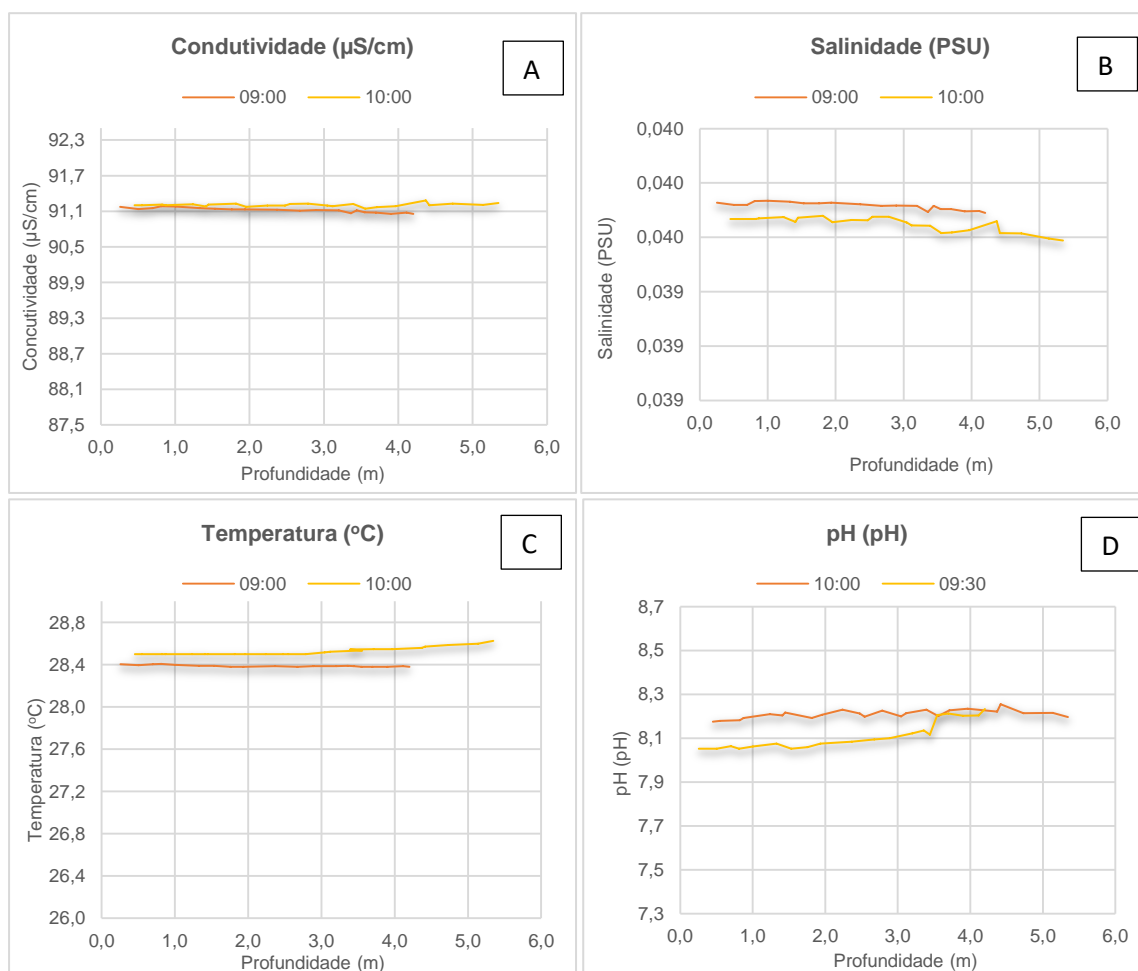 Condutividade (µS/cm)
A
09:00 10:00
92,3
91,7
91,1
90,5
89,9
89,3
88,7
88,1
87,5
Concutividade (µS/cm)
0,0 1,0 2,0 3,0 4,0 5,0 6,0
Profundidade (m)
Salinidade (PSU)
B
09:00 10:00
0,040
0,040
0,040
0,039
0,039
0,039
Salinidade (PSU)
0,0 1,0 2,0 3,0 4,0 5,0 6,0
Profundidade (m)
Temperatura (ºC)
C
09:00 10:00
28,8
28,4
28,0
27,6
27,2
26,8
26,4
26,0
Temperatura (ºC)
0,0 1,0 2,0 3,0 4,0 5,0 6,0
Profundidade (m)
pH (pH)
D
10:00 09:30
8,7
8,5
8,3
8,1
7,9
7,7
7,5
7,3
pH (pH)
0,0 1,0 2,0 3,0 4,0 5,0 6,0
Profundidade (m)